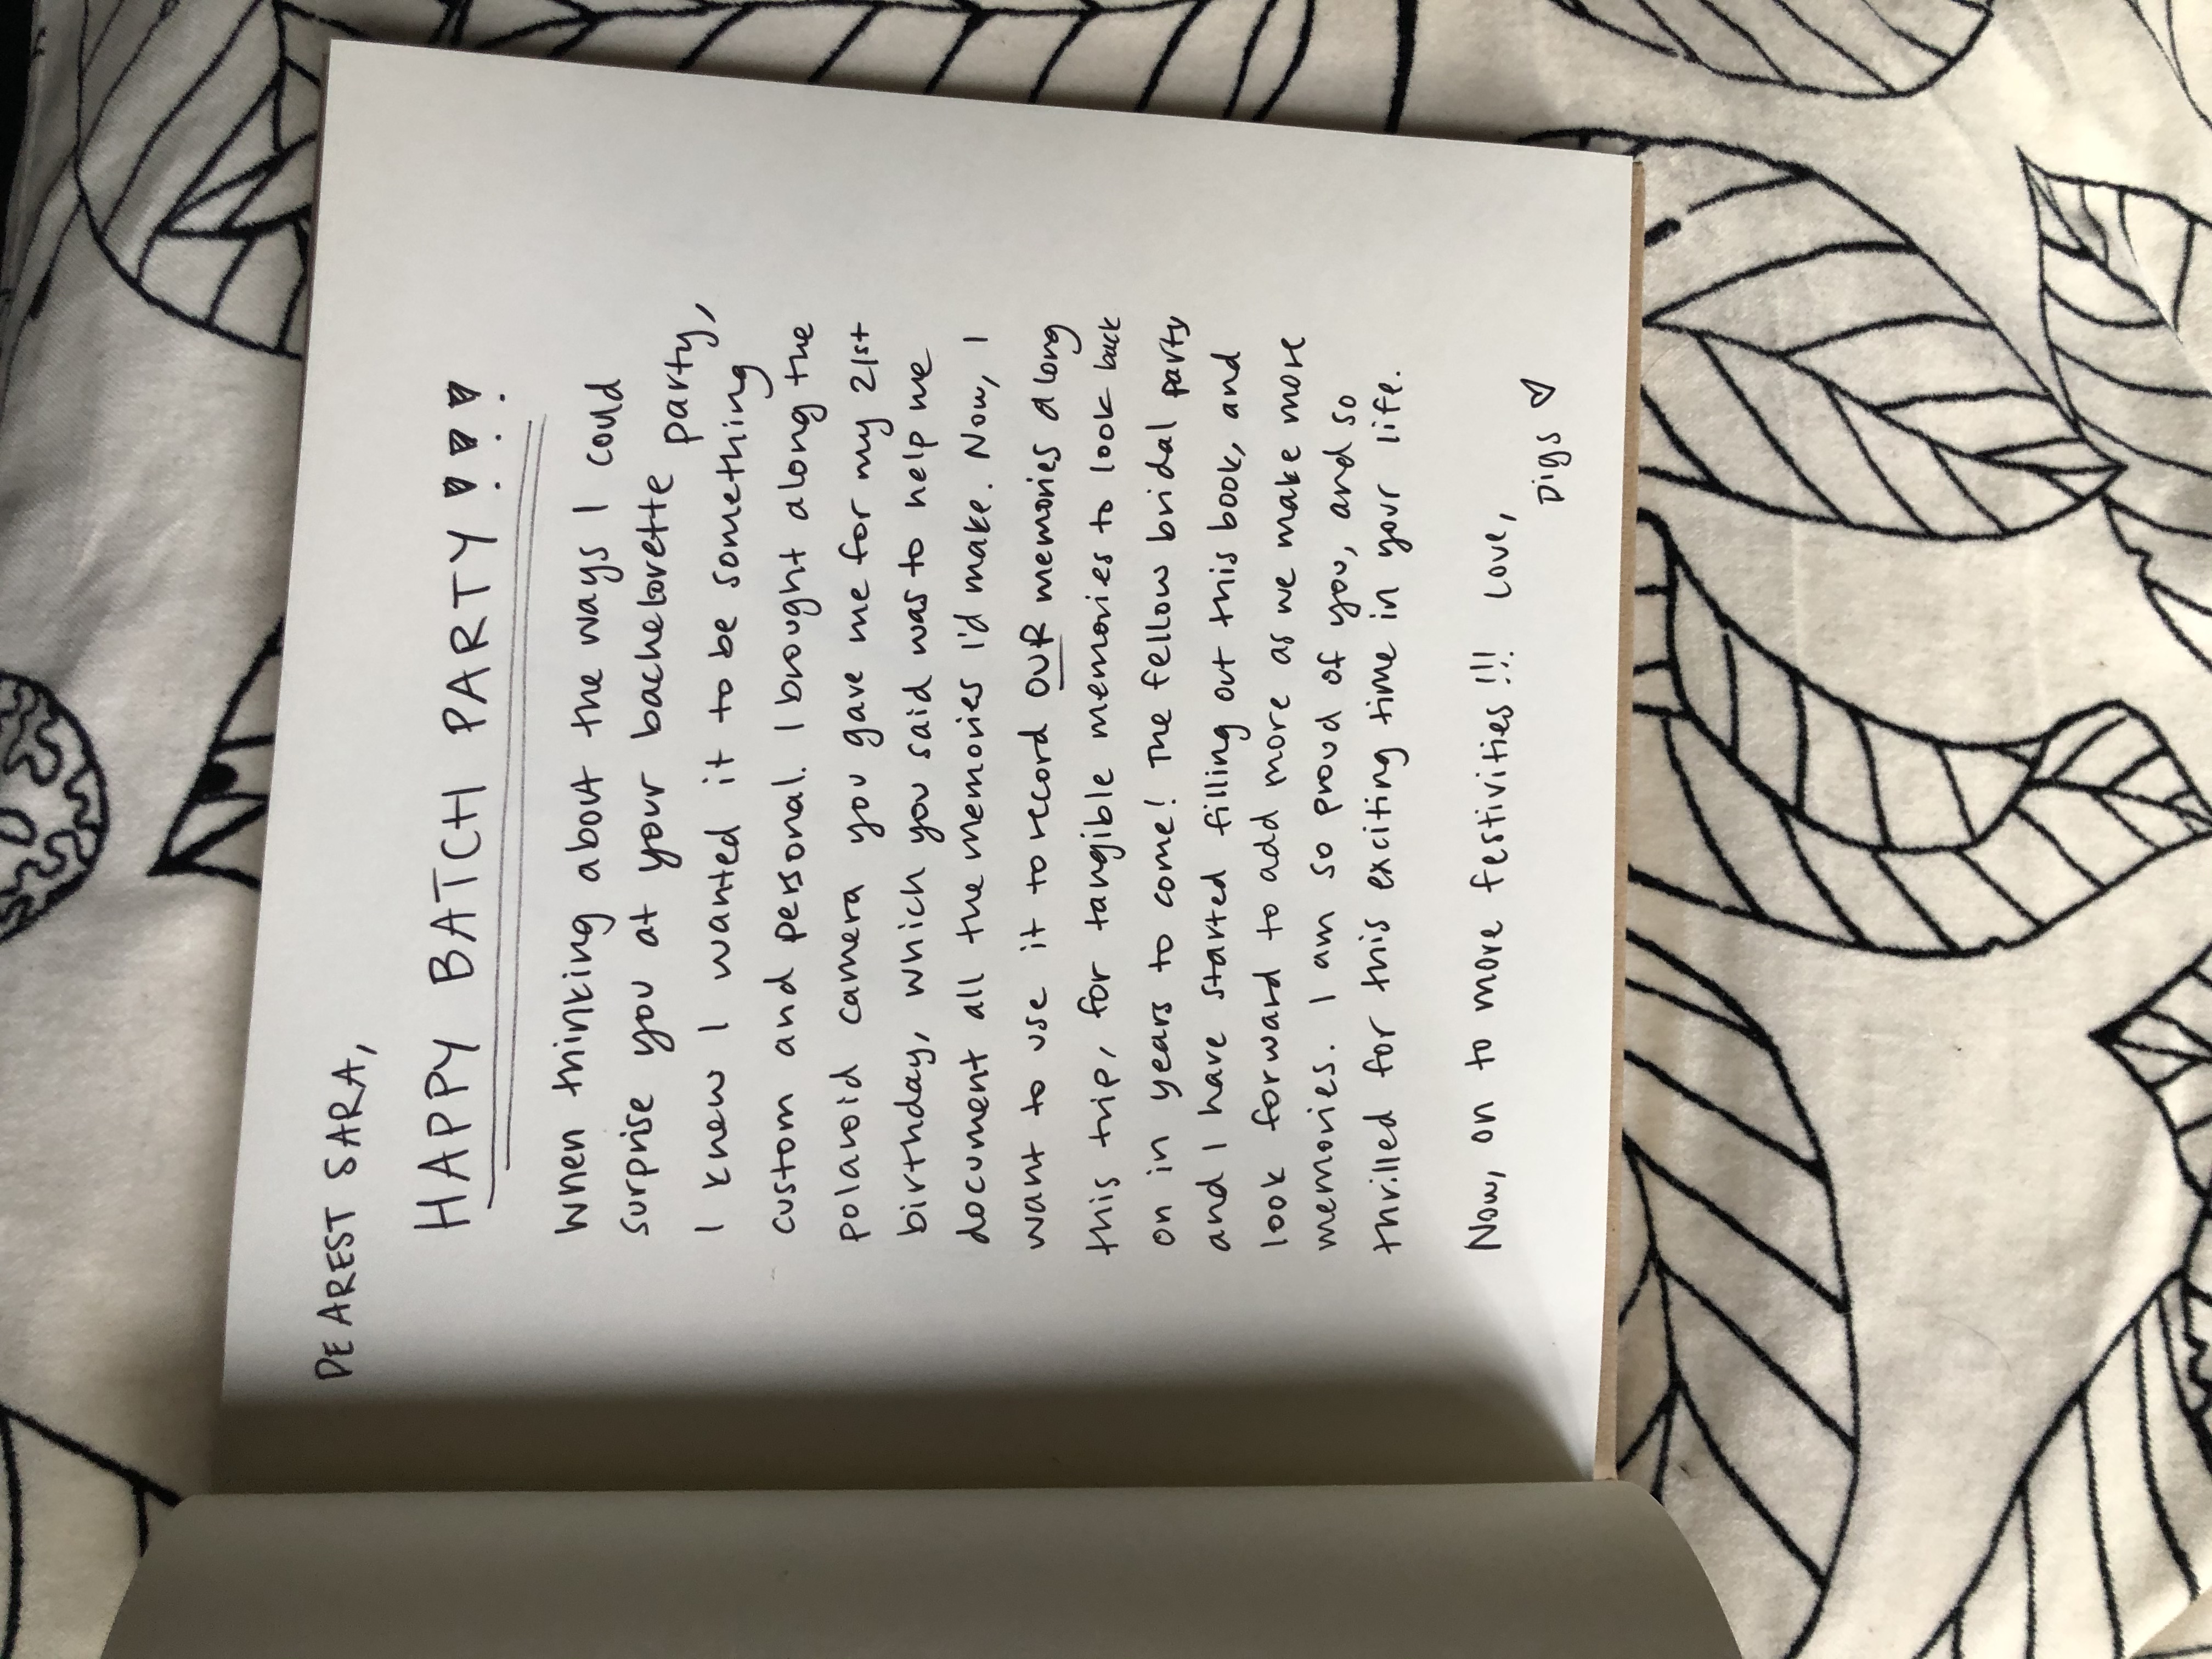 DEAREST SARA,
HAPPY BATCH PARTY!!!
When thinking about the ways I could
surprise you at your bachelorette party,
I knew I wanted it to be something
custom and personal. I brought along the
polaroid camera you gave me for my 21st
birthday, which you said was to help me
document all the memories I'd make. Now, I
want to use it to record OUR memories along
this trip, for tangible memories to look back
on in years to come! The fellow bridal party
and I have started filling out this book, and
look forward to add more as we make more
memories. I am so proud of you, and so
thrilled for this exciting time in your life.
Now, on to more festivities!!! Love,
Digs ♡